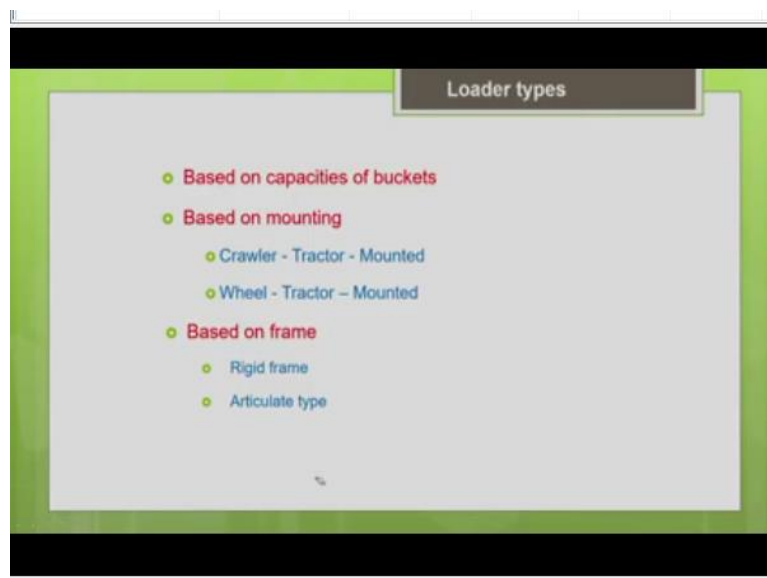 Loader types
Based on capacities of buckets
Based on mounting
Crawler - Tractor - Mounted
Wheel - Tractor – Mounted
Based on frame
Rigid frame
Articulate type